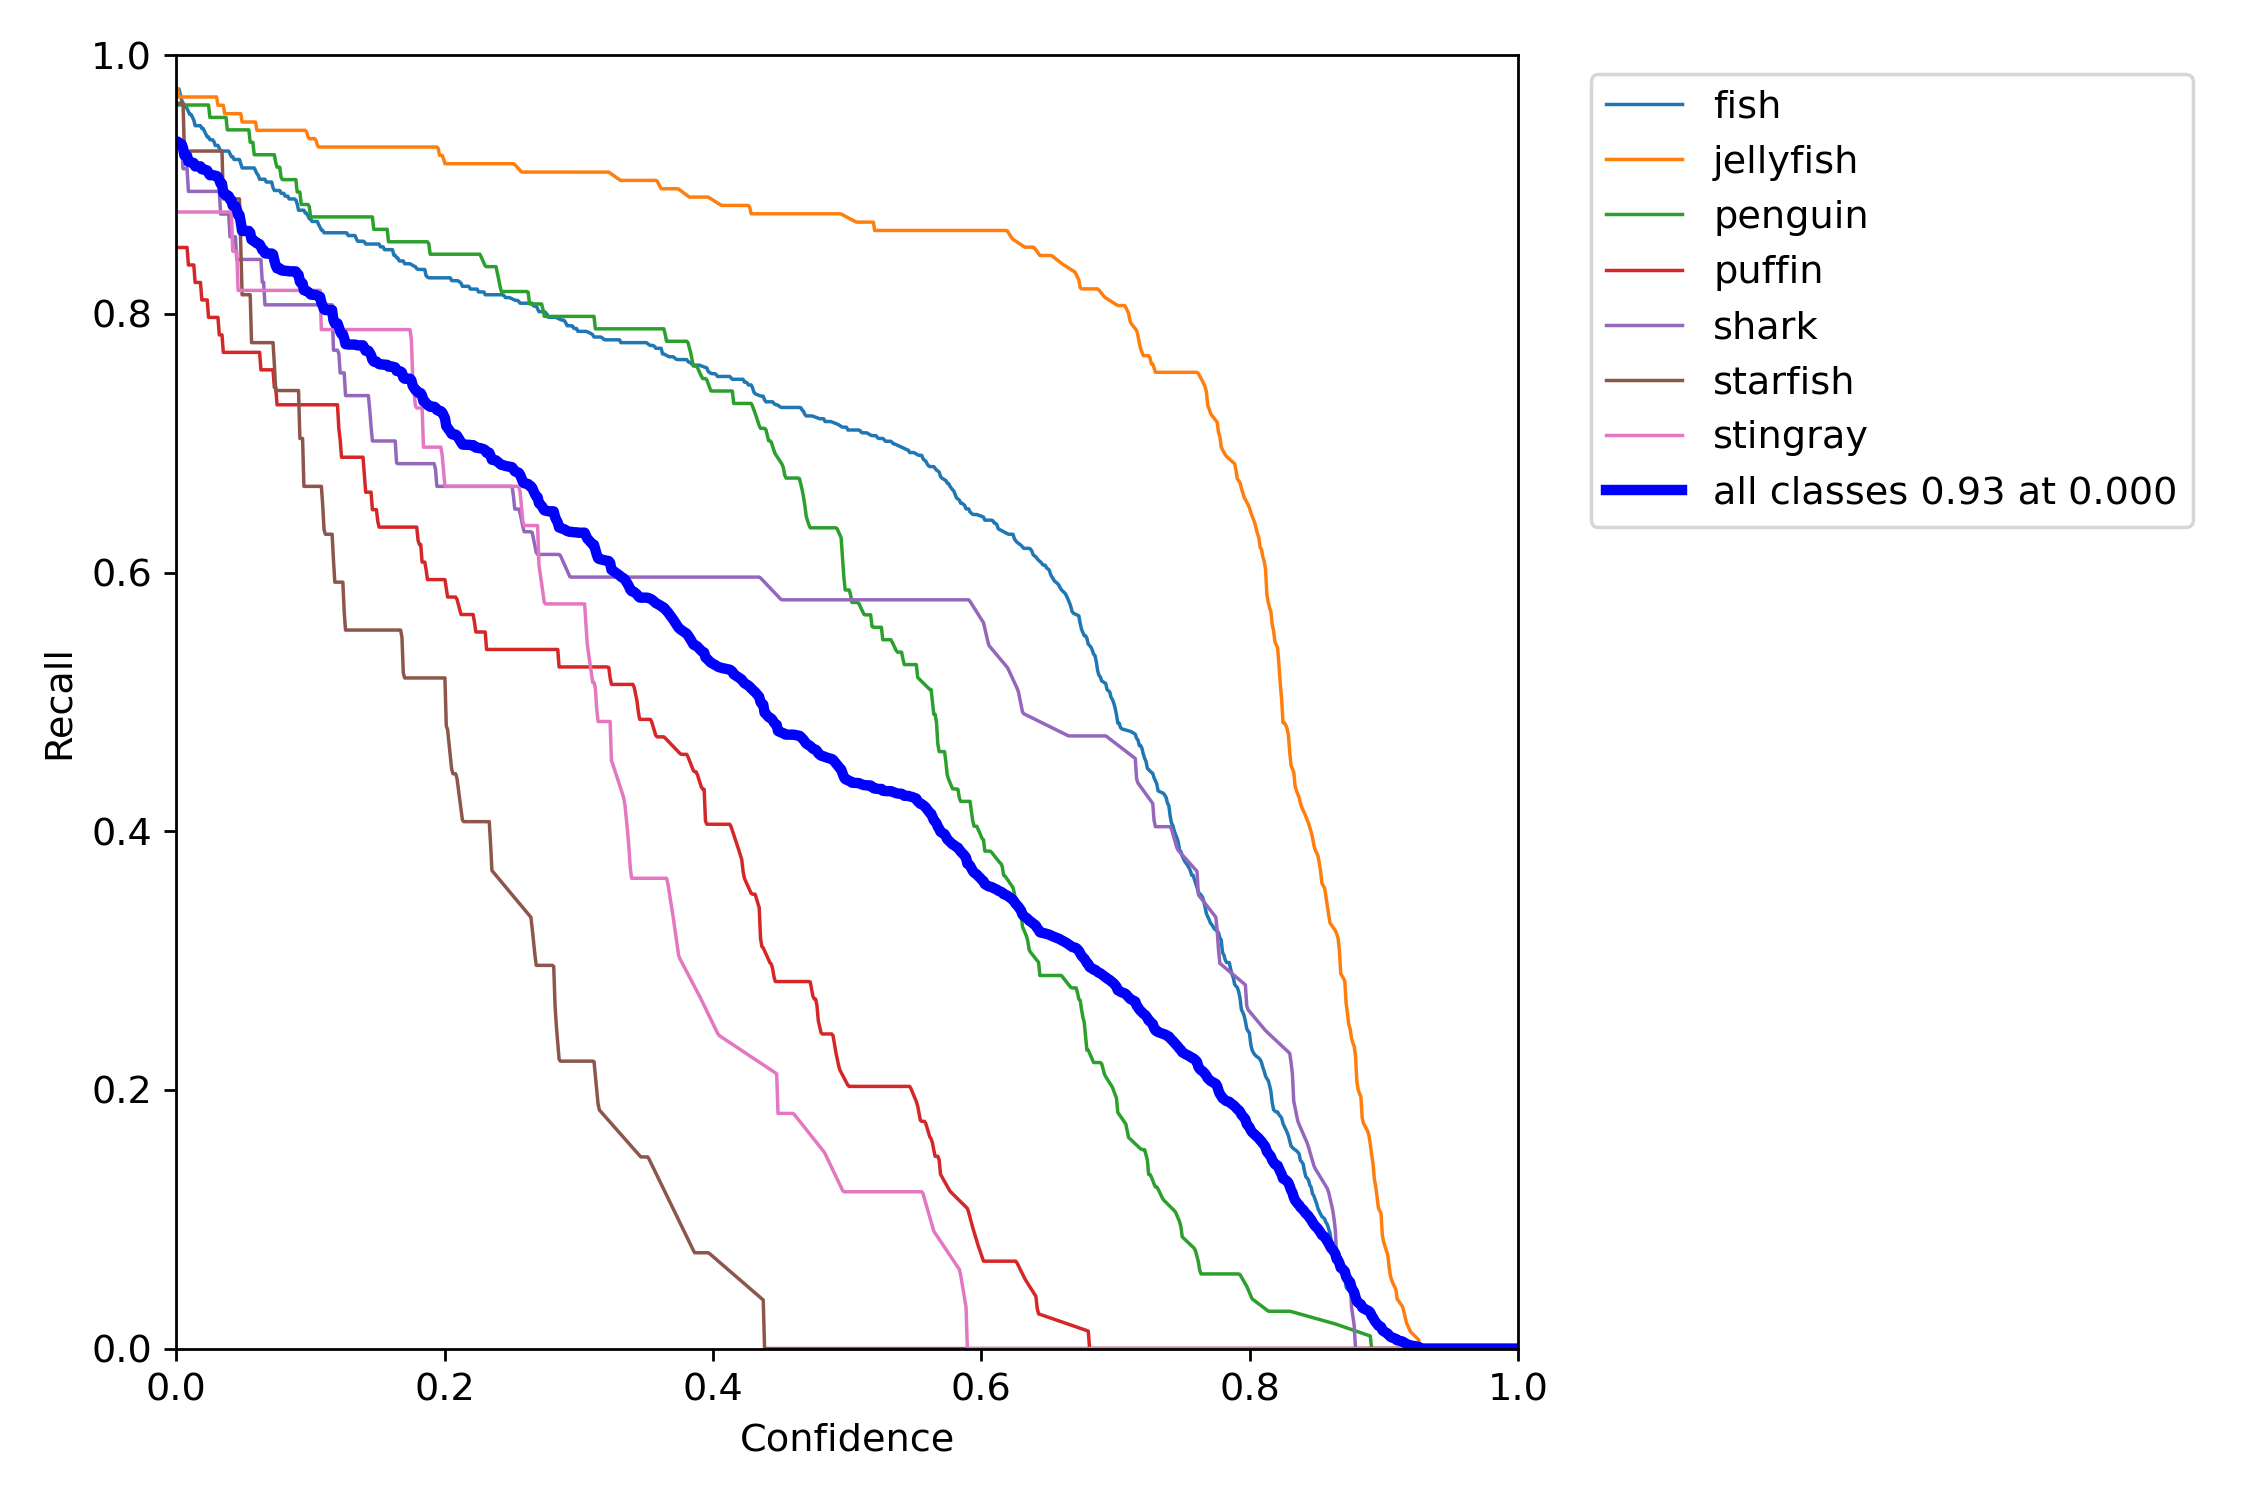 1.0
0.8
0.6
0.4
0.2
0.0
Recall
0.0 0.2 0.4 0.6 0.8 1.0
Confidence
fish
jellyfish
penguin
puffin
shark
starfish
stingray
all classes 0.93 at 0.000